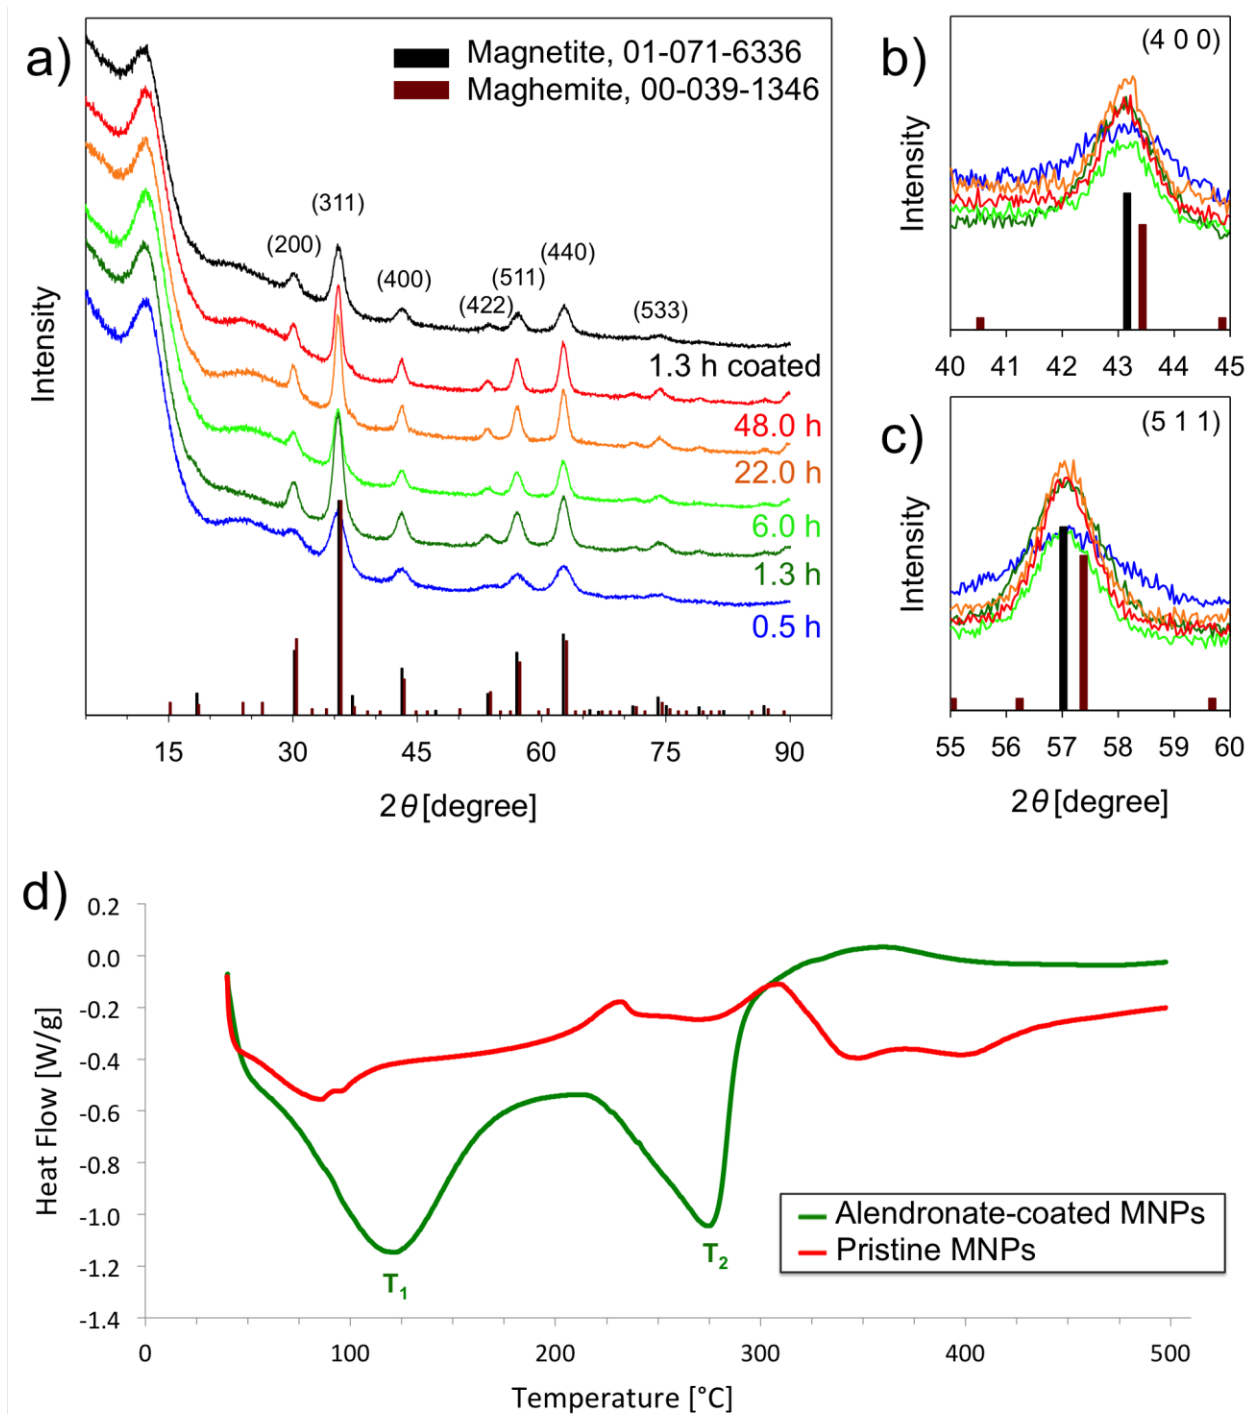 a)
Magnetite, 01-071-6336
Maghemite, 00-039-1346
(311)
(200)
(400)
(422)
(511)
(440)
(533)
1.3 h coated
48.0 h
22.0 h
6.0 h
1.3 h
0.5 h
Intensity
15 30 45 60 75 90
2θ [degree]
b)
(4 0 0)
Intensity
40 41 42 43 44 45
c)
(5 1 1)
Intensity
55 56 57 58 59 60
2θ [degree]
d)
0.2
0.0
-0.2
-0.4
-0.6
-0.8
-1.0
-1.2
-1.4
Heat Flow [W/g]
T1
T2
Alendronate-coated MNPs
Pristine MNPs
0 100 200 300 400 500
Temperature [°C]